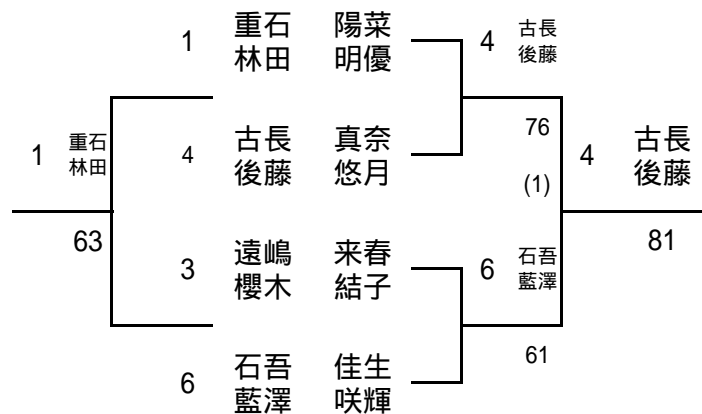 1 重石 陽菜
林田 明優
4 古長
後藤
76
1 重石
林田
4 古長 真奈
後藤 悠月
(1)
4 古長
後藤
63
81
3 遠嶋 来春
櫻木 結子
6 石吾
藍澤
61
6 石吾 佳生
藍澤 咲輝